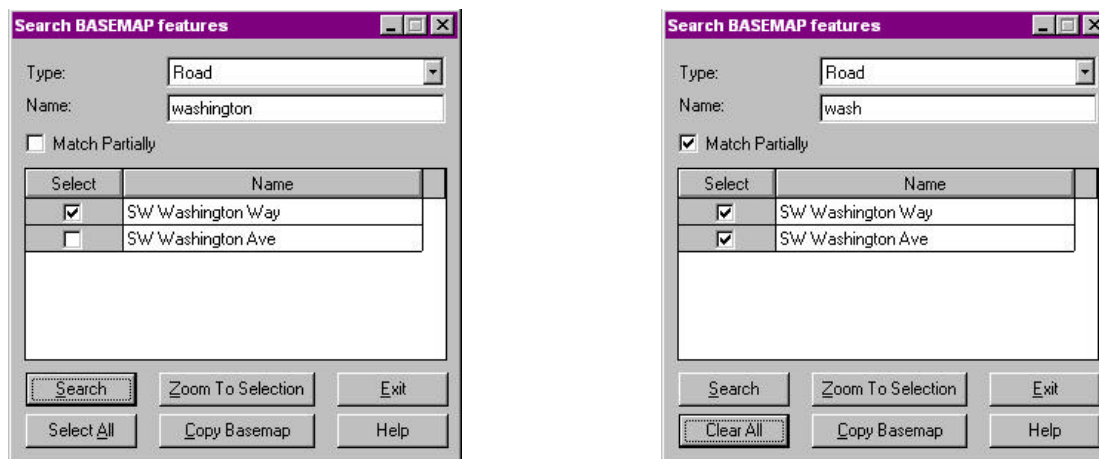 Search BASEMAP features
Type: Road
Name: washington
Match Partially
Select Name
SW Washington Way
SW Washington Ave
Search Zoom To Selection Exit
Select All Copy Basemap Help
Search BASEMAP features
Type: Road
Name: wash
Match Partially
Select Name
SW Washington Way
SW Washington Ave
Search Zoom To Selection Exit
Clear All Copy Basemap Help